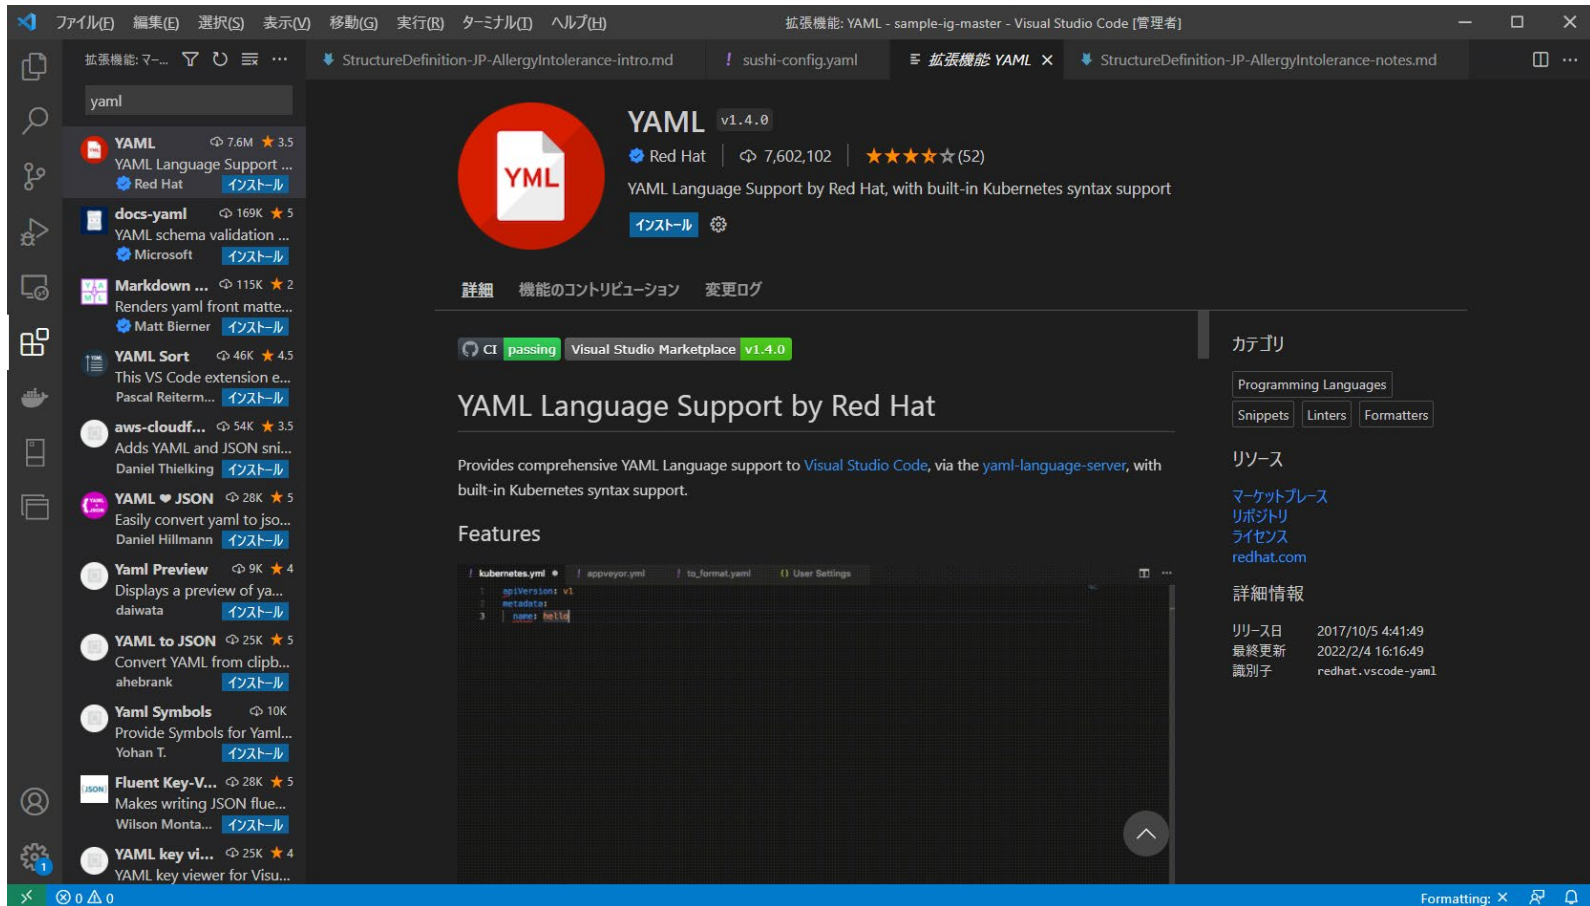 ファイル(F) 編集(E) 選択(S) 表示(V) 移動(G) 実行(R) ターミナル(T) ヘルプ(H) 拡張機能: YAML - sample-ig-master - Visual Studio Code [管理者]
拡張機能: マー... StructureDefinition-JP-AllergyIntolerance-intro.md ! sushi-config.yaml 拡張機能: YAML StructureDefinition-JP-AllergyIntolerance-notes.md
yaml
YAML 7.6M ★ 3.5
YAML Language Support ...
Red Hat インストール
docs-yaml 169K ★ 5
YAML schema validation ...
Microsoft インストール
Markdown ... 115K ★ 2
Renders yaml front matte...
Matt Bierner インストール
YAML Sort 46K ★ 4.5
This VS Code extension e...
Pascal Reiterm... インストール
aws-cloudf... 54K ★ 3.5
Adds YAML and JSON sni...
Daniel Thielking インストール
YAML ❤ JSON 28K ★ 5
Easily convert yaml to jso...
Daniel Hillmann インストール
Yaml Preview 9K ★ 4
Displays a preview of ya...
daiwata インストール
YAML to JSON 25K ★ 5
Convert YAML from clipb...
ahebrank インストール
Yaml Symbols 10K
Provide Symbols for Yaml...
Yohan T. インストール
Fluent Key-V... 28K ★ 5
Makes writing JSON flue...
Wilson Monta... インストール
YAML key vi... 25K ★ 4
YAML key viewer for Visu...
YML
YAML v1.4.0
Red Hat 7,602,102 ★★★★☆(52)
YAML Language Support by Red Hat, with built-in Kubernetes syntax support
インストール
詳細 機能のコントリビューション 変更ログ
CI passing Visual Studio Marketplace v1.4.0
YAML Language Support by Red Hat
Provides comprehensive YAML Language support to Visual Studio Code, via the yaml-language-server, with
built-in Kubernetes syntax support.
Features
! kubernetes.yml ● ! appveyor.yml ! to_format.yaml {} User Settings
1 apiVersion: v1
2 metadata:
3 name: hello
カテゴリ
Programming Languages
Snippets Linters Formatters
リソース
マーケットプレース
リポジトリ
ライセンス
redhat.com
詳細情報
リリース日 2017/10/5 4:41:49
最終更新 2022/2/4 16:16:49
識別子 redhat.vscode-yaml
1
0 0 Formatting: ×